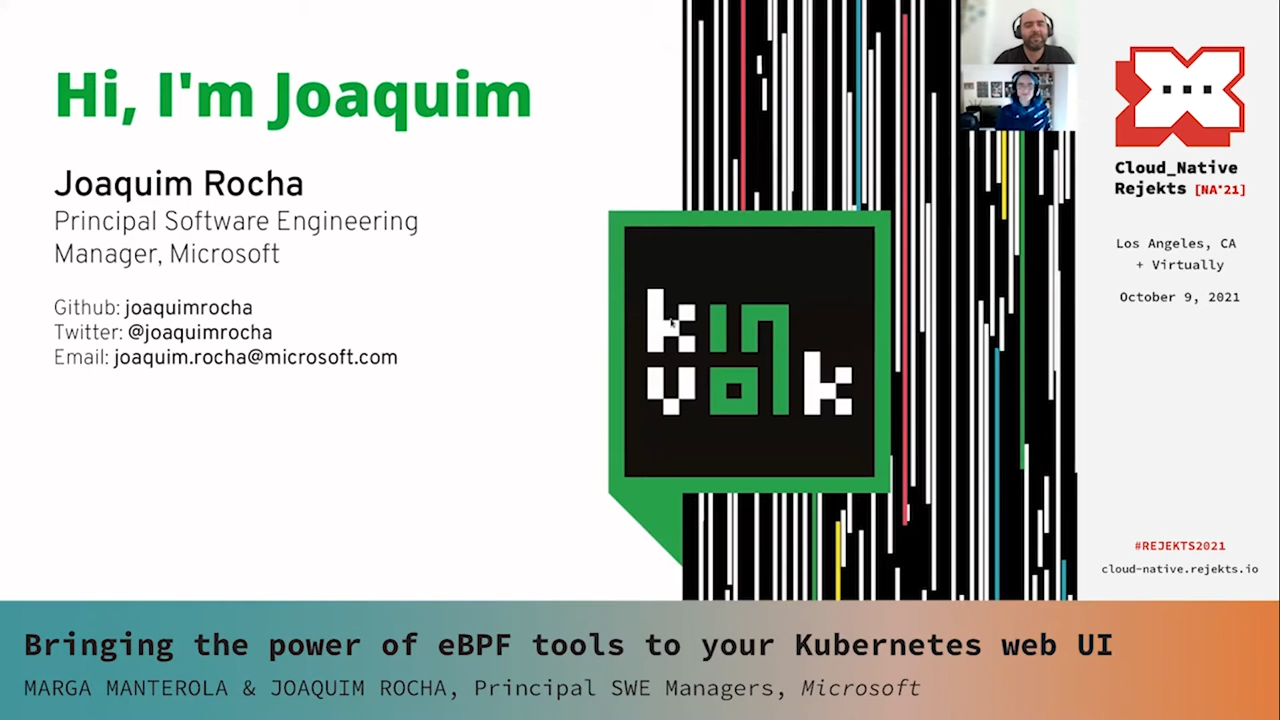 Hi, I'm Joaquim
Joaquim Rocha
Principal Software Engineering
Manager, Microsoft
Github: joaquimrocha
Twitter: @joaquimrocha
Email: joaquim.rocha@microsoft.com
kin
volk
Cloud_Native
Rejekts [NA*21]
Los Angeles, CA
+ Virtually
October 9, 2021
#REJEKTS2021
cloud-native.rejekts.io
Bringing the power of eBPF tools to your Kubernetes web UI
MARGA MANTEROLA & JOAQUIM ROCHA, Principal SWE Managers, Microsoft